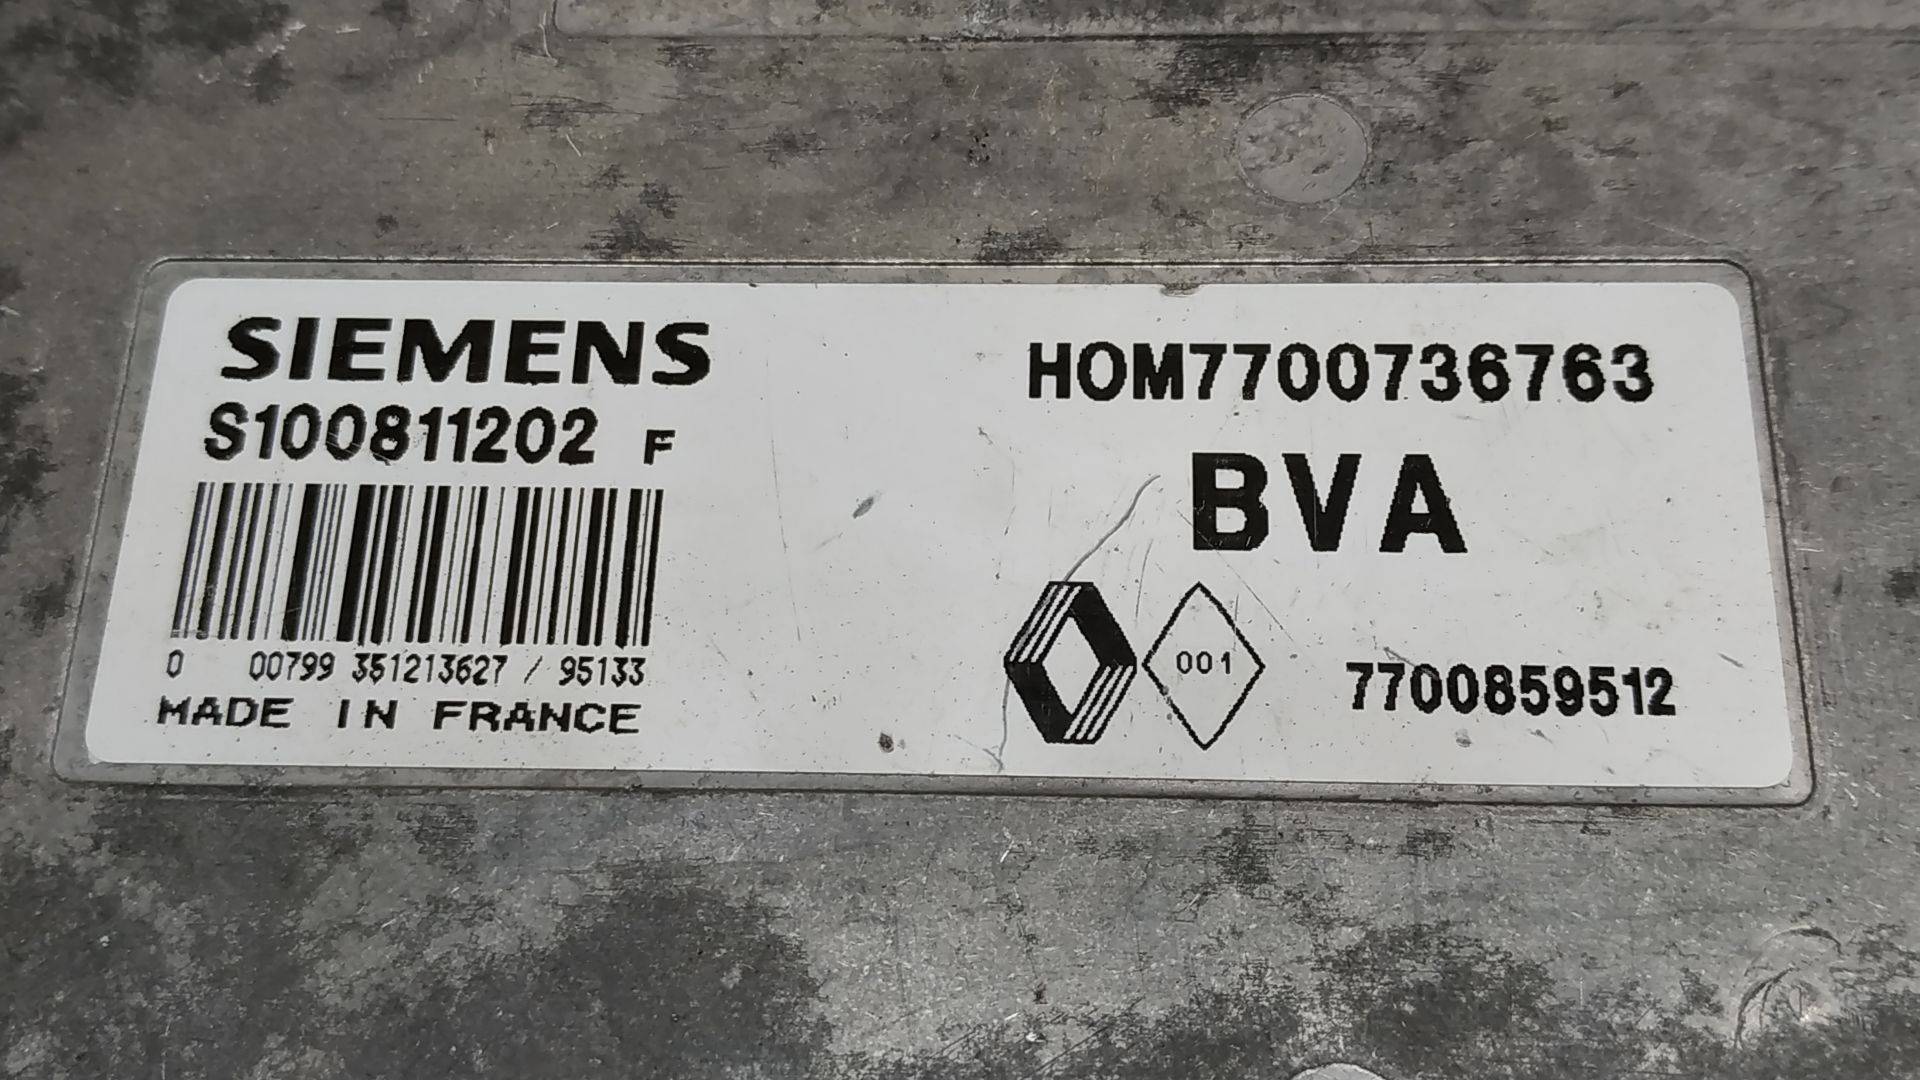 SIEMENS
S100811202 F
0 00799 351213627 / 95133
MADE IN FRANCE
HOM7700736763
BVA
001
7700859512